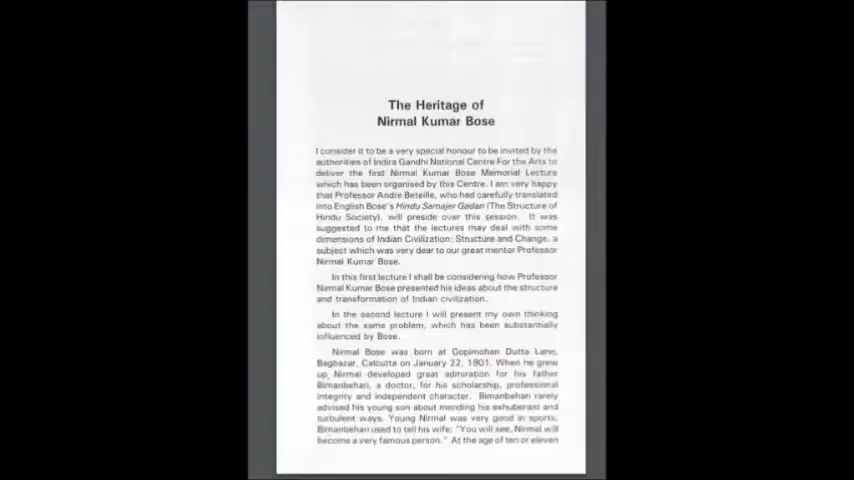 The Heritage of
Nirmal Kumar Bose
I consider it to be a very special honour to be invited by the
authorities of Indira Gandhi National Centre For the Arts to
deliver the first Nirmal Kumar Bose Memorial Lecture
which has been organised by this Centre. I am very happy
that Professor Andre Beteille, who had carefully translated
into English Bose's Hindu Samajer Gadan (The Structure of
Hindu Society), will preside over this session. It was
suggested to me that the lectures may deal with some
dimensions of Indian Civilization: Structure and Change, a
subject which was very dear to our great mentor Professor
Nirmal Kumar Bose.
In this first lecture I shall be considering how Professor
Nirmal Kumar Bose presented his ideas about the structure
and transformation of Indian civilization.
In the second lecture I will present my own thinking
about the same problem, which has been substantially
influenced by Bose.
Nirmal Bose was born at Gopimohan Dutta Lane,
Bagbazar, Calcutta on January 22, 1901. When he grew
up, Nirmal developed great admiration for his father
Bimanbehari, a doctor, for his scholarship, professional
integrity and independent character. Bimanbehari rarely
advised his young son about mending his exhuberant and
turbulent ways. Young Nirmal was very good in sports.
Bimanbehari used to tell his wife: "You will see, Nirmal will
become a very famous person." At the age of ten or eleven